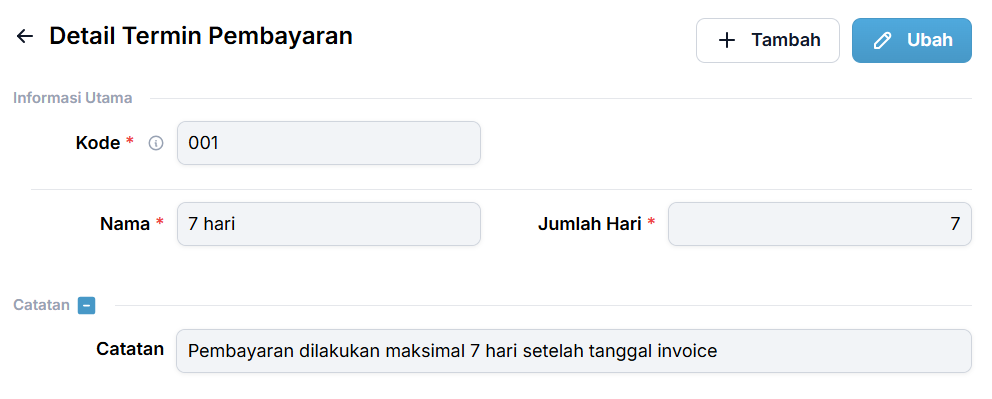 Detail Termin Pembayaran
+ Tambah
Ubah
Informasi Utama
Kode *
001
Nama *
7 hari
Jumlah Hari *
7
Catatan
Catatan
Pembayaran dilakukan maksimal 7 hari setelah tanggal invoice